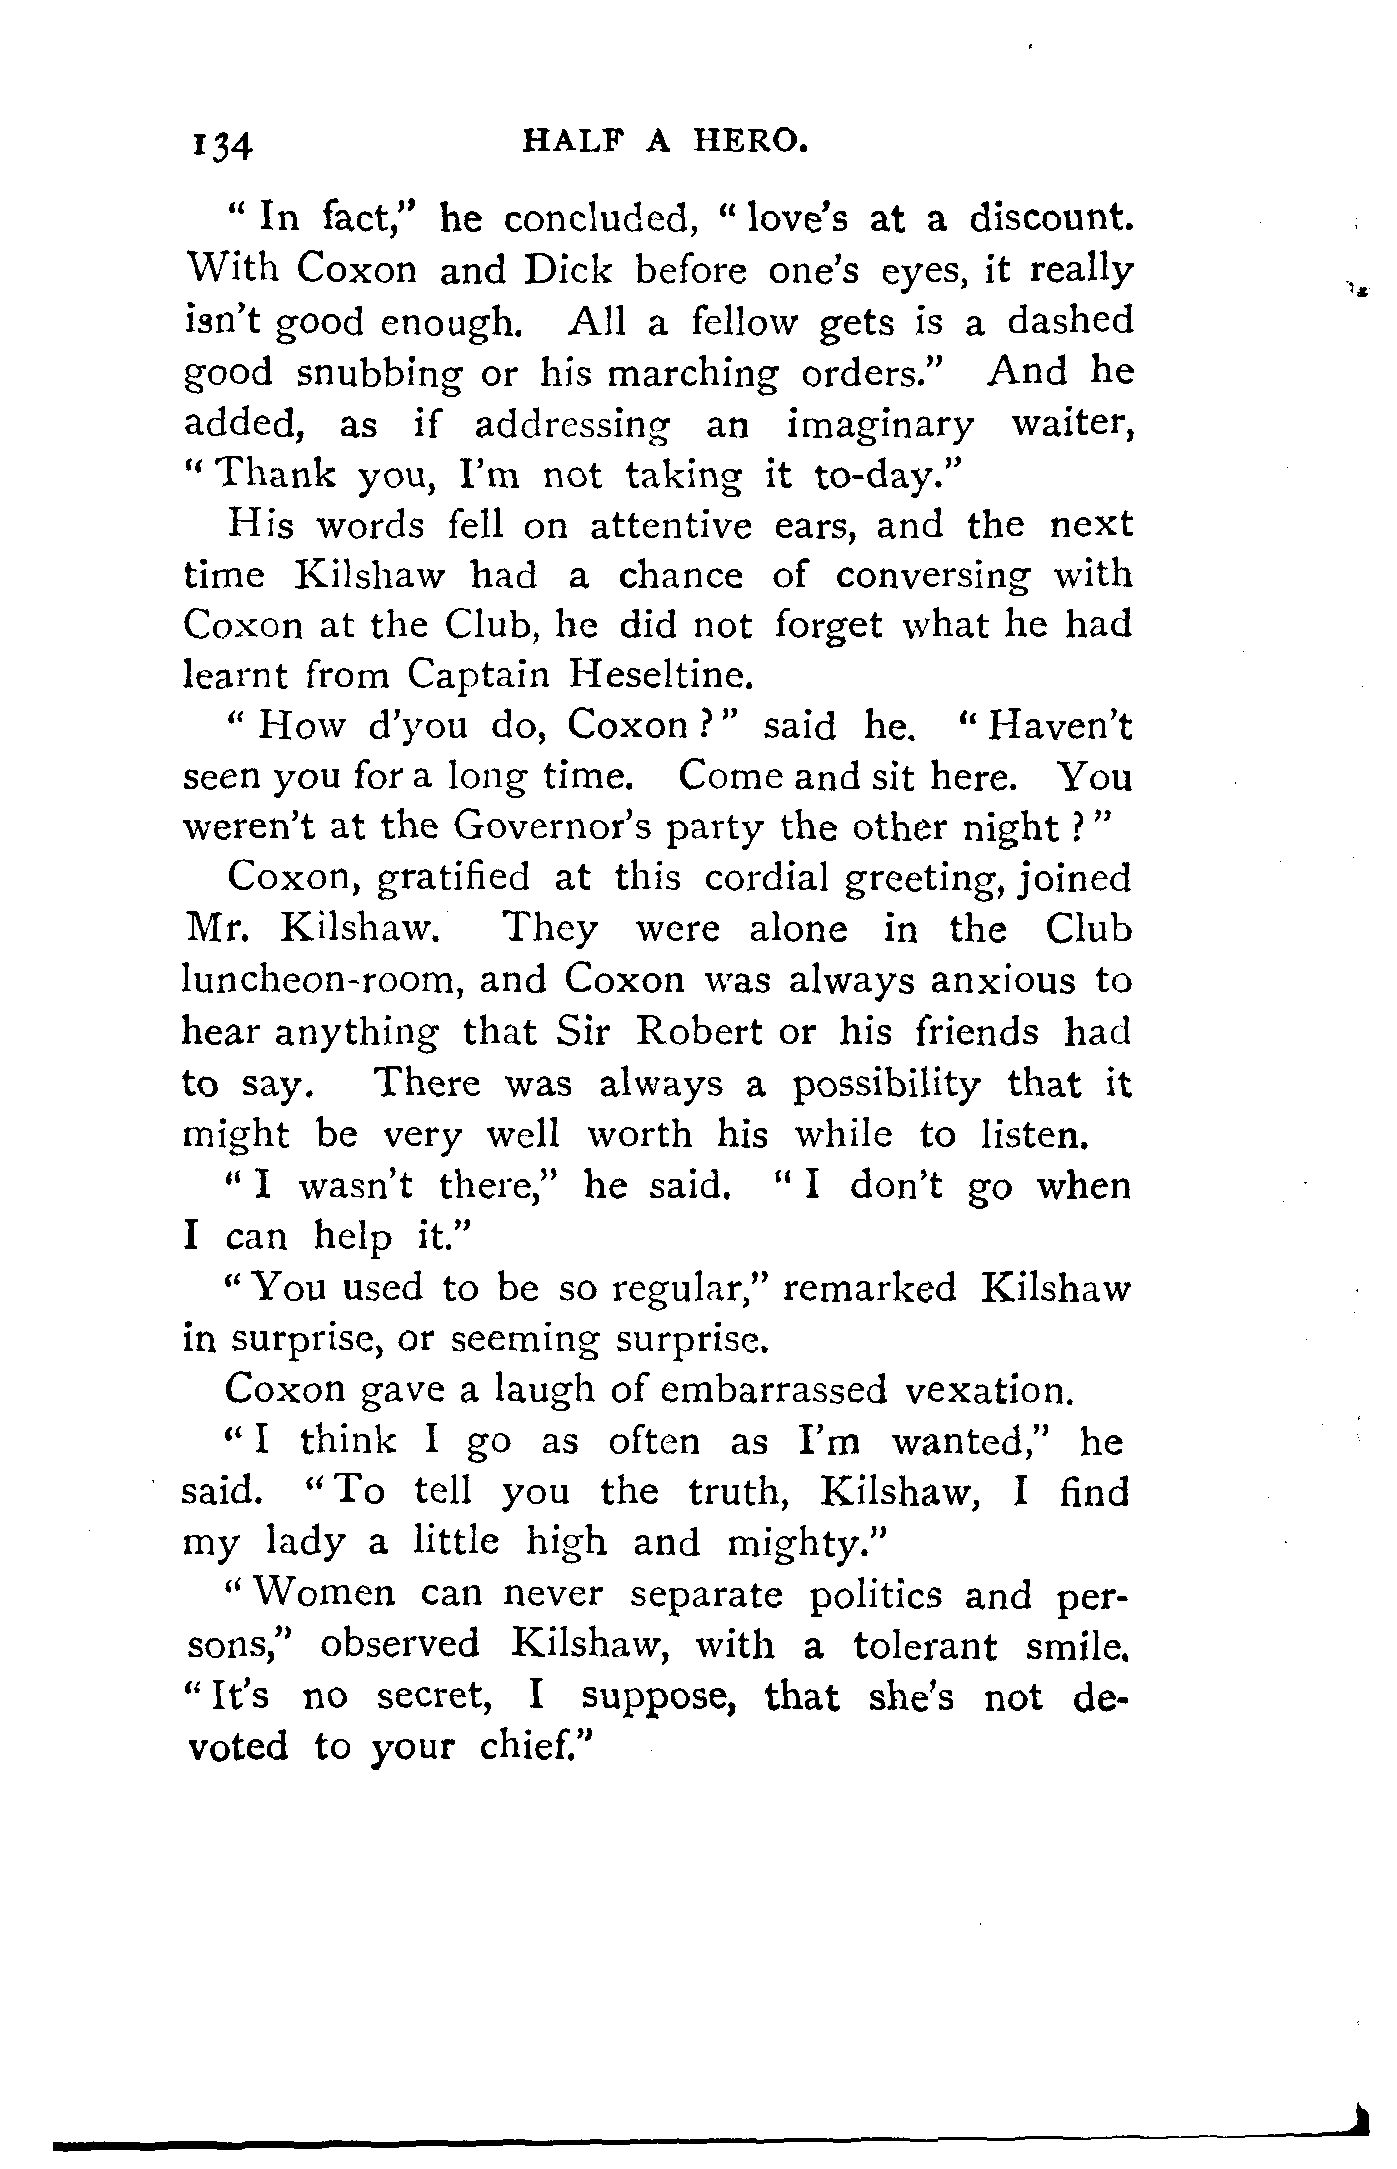 134 HALF A HERO.
“ In fact,” he concluded, “ love’s at a discount.
With Coxon and Dick before one’s eyes, it really
isn’t good enough. All a fellow gets is a dashed
good snubbing or his marching orders.” And he
added, as if addressing an imaginary waiter,
“ Thank you, I’m not taking it to-day.”
His words fell on attentive ears, and the next
time Kilshaw had a chance of conversing with
Coxon at the Club, he did not forget what he had
learnt from Captain Heseltine.
“ How d’you do, Coxon ? ” said he. “ Haven’t
seen you for a long time. Come and sit here. You
weren’t at the Governor’s party the other night ? ”
Coxon, gratified at this cordial greeting, joined
Mr. Kilshaw. They were alone in the Club
luncheon-room, and Coxon was always anxious to
hear anything that Sir Robert or his friends had
to say. There was always a possibility that it
might be very well worth his while to listen.
“ I wasn’t there,” he said. “ I don’t go when
I can help it.”
“ You used to be so regular,” remarked Kilshaw
in surprise, or seeming surprise.
Coxon gave a laugh of embarrassed vexation.
“ I think I go as often as I’m wanted,” he
said. “ To tell you the truth, Kilshaw, I find
my lady a little high and mighty.”
“ Women can never separate politics and per-
sons,” observed Kilshaw, with a tolerant smile.
“ It’s no secret, I suppose, that she’s not de-
voted to your chief.”